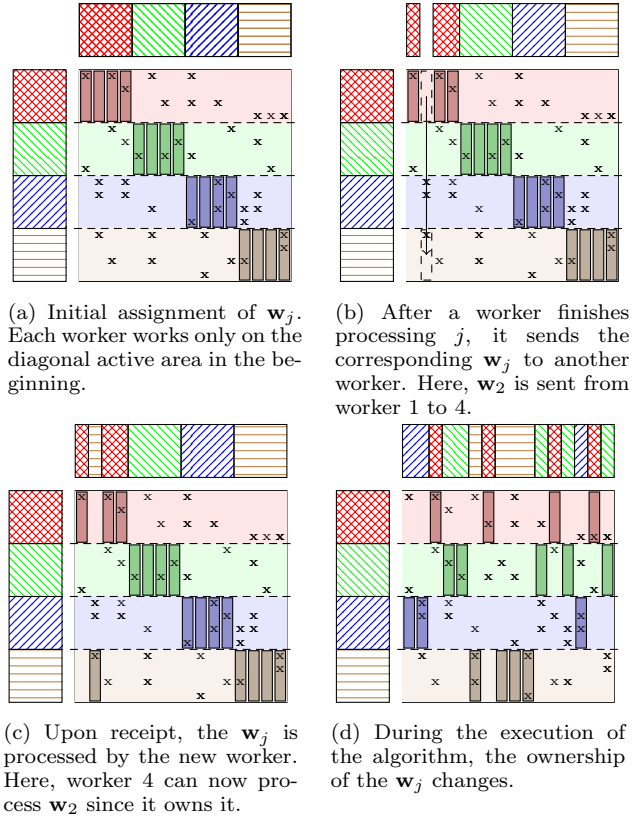 (a) Initial assignment of w_j.
Each worker works only on the
diagonal active area in the be-
ginning.
(b) After a worker finishes
processing j, it sends the
corresponding w_j to another
worker. Here, w_2 is sent from
worker 1 to 4.
(c) Upon receipt, the w_j is
processed by the new worker.
Here, worker 4 can now pro-
cess w_2 since it owns it.
(d) During the execution of
the algorithm, the ownership
of the w_j changes.